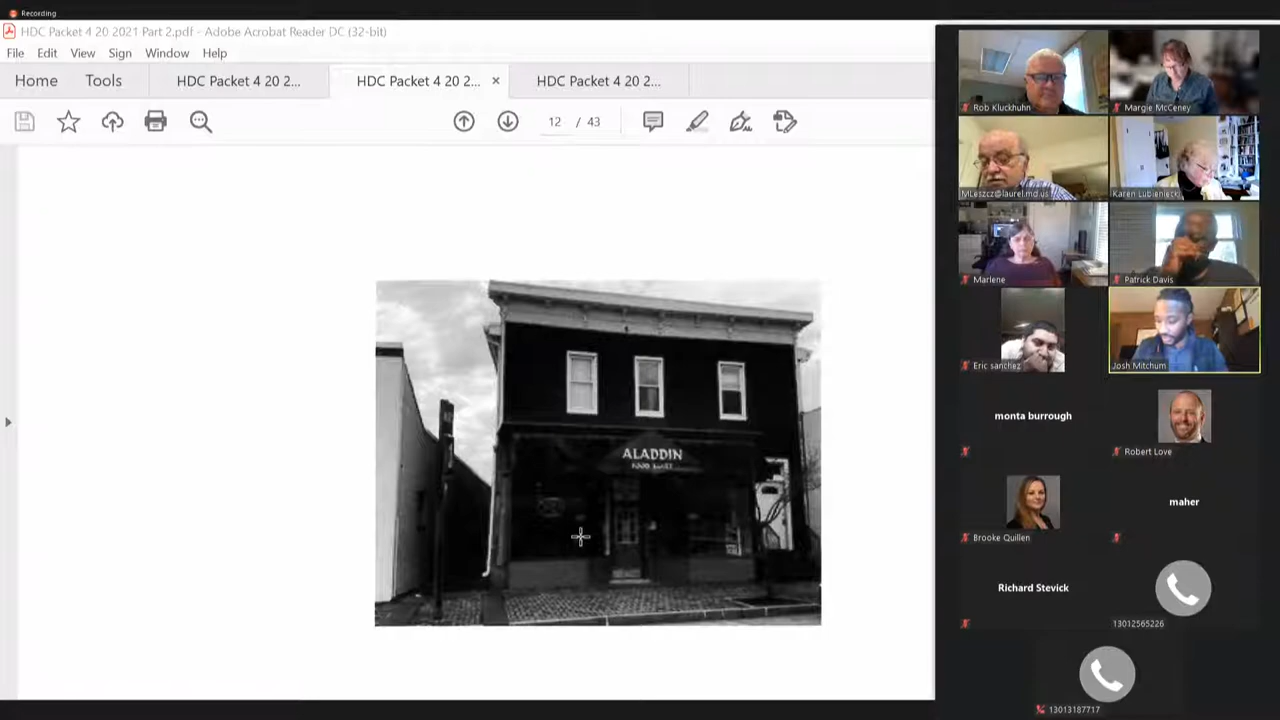 Recording
HDC Packet 4 20 2021 Part 2.pdf - Adobe Acrobat Reader DC (32-bit)
File Edit View Sign Window Help
Home Tools HDC Packet 4 20 2... HDC Packet 4 20 2... × HDC Packet 4 20 2...
12 / 43
ALADDIN
Rob Kluckhuhn
Margie McCeney
MLeszcz@laurel.md.us
Karen Lubieniecki
Marlene
Patrick Davis
Eric sanchez
Josh Mitchum
monta burrough
Robert Love
Brooke Quillen
maher
Richard Stevick
13012565226
13013187717